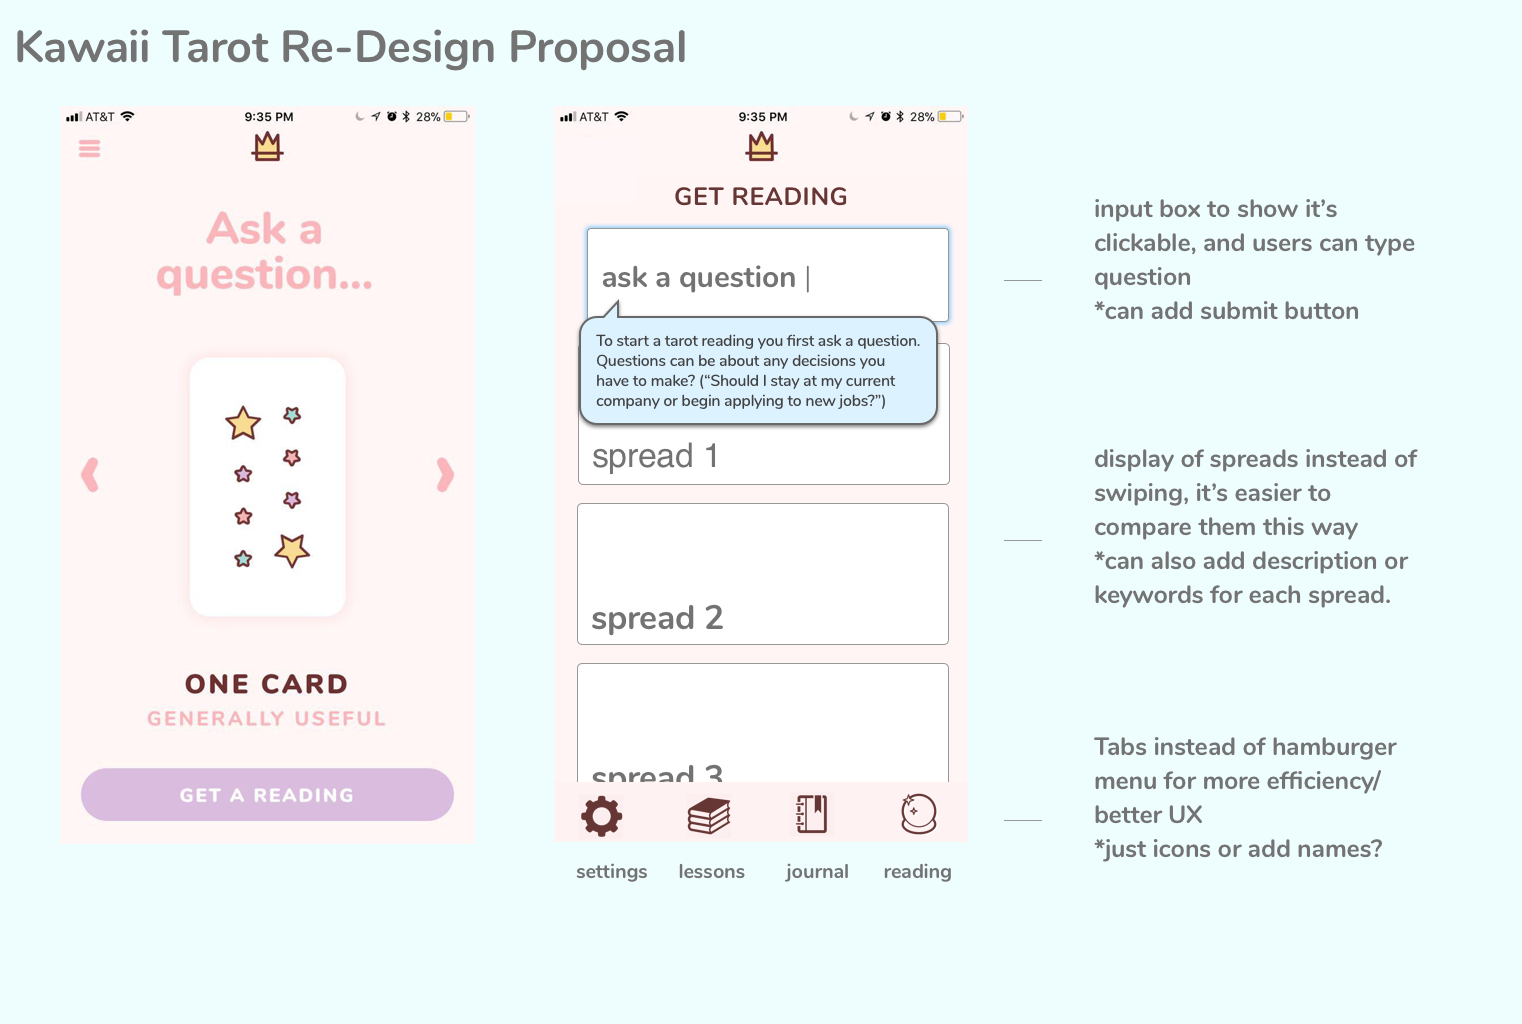 Kawaii Tarot Re-Design Proposal
AT&T 9:35 PM 28%
Ask a
question...
ONE CARD
GENERALLY USEFUL
GET A READING
AT&T 9:35 PM 28%
GET READING
ask a question
To start a tarot reading you first ask a question.
Questions can be about any decisions you
have to make? (“Should I stay at my current
company or begin applying to new jobs?”)
spread 1
spread 2
spread 3
settings lessons journal reading
input box to show it’s
clickable, and users can type
question
*can add submit button
display of spreads instead of
swiping, it’s easier to
compare them this way
*can also add description or
keywords for each spread.
Tabs instead of hamburger
menu for more efficiency/
better UX
*just icons or add names?